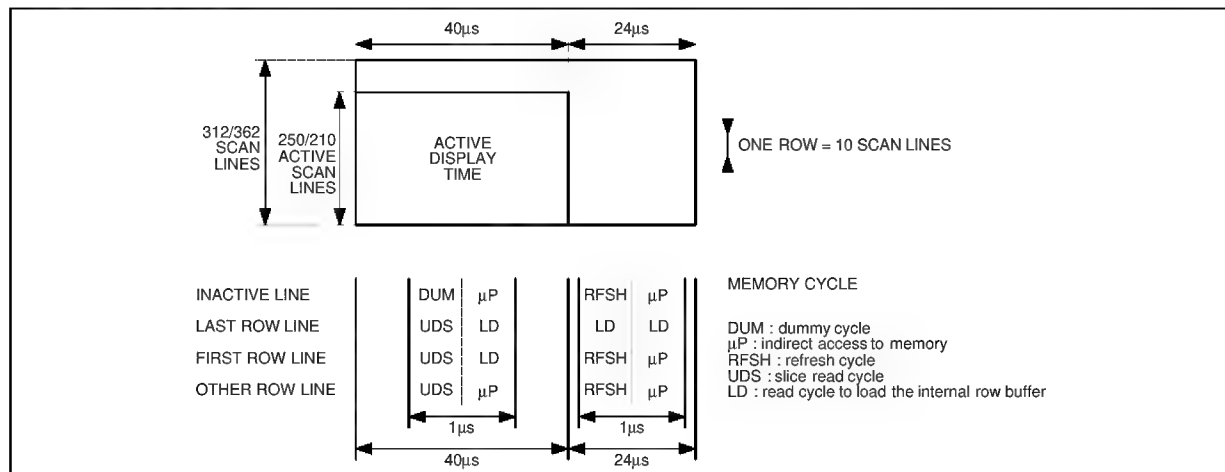 40µs
24µs
312/362
SCAN
LINES
250/210
ACTIVE
SCAN
LINES
ACTIVE
DISPLAY
TIME
ONE ROW = 10 SCAN LINES
INACTIVE LINE DUM µP RFSH µP
LAST ROW LINE UDS LD LD LD
FIRST ROW LINE UDS LD RFSH µP
OTHER ROW LINE UDS µP RFSH µP
1µs 1µs
40µs 24µs
MEMORY CYCLE
DUM : dummy cycle
µP : indirect access to memory
RFSH : refresh cycle
UDS : slice read cycle
LD : read cycle to load the internal row buffer